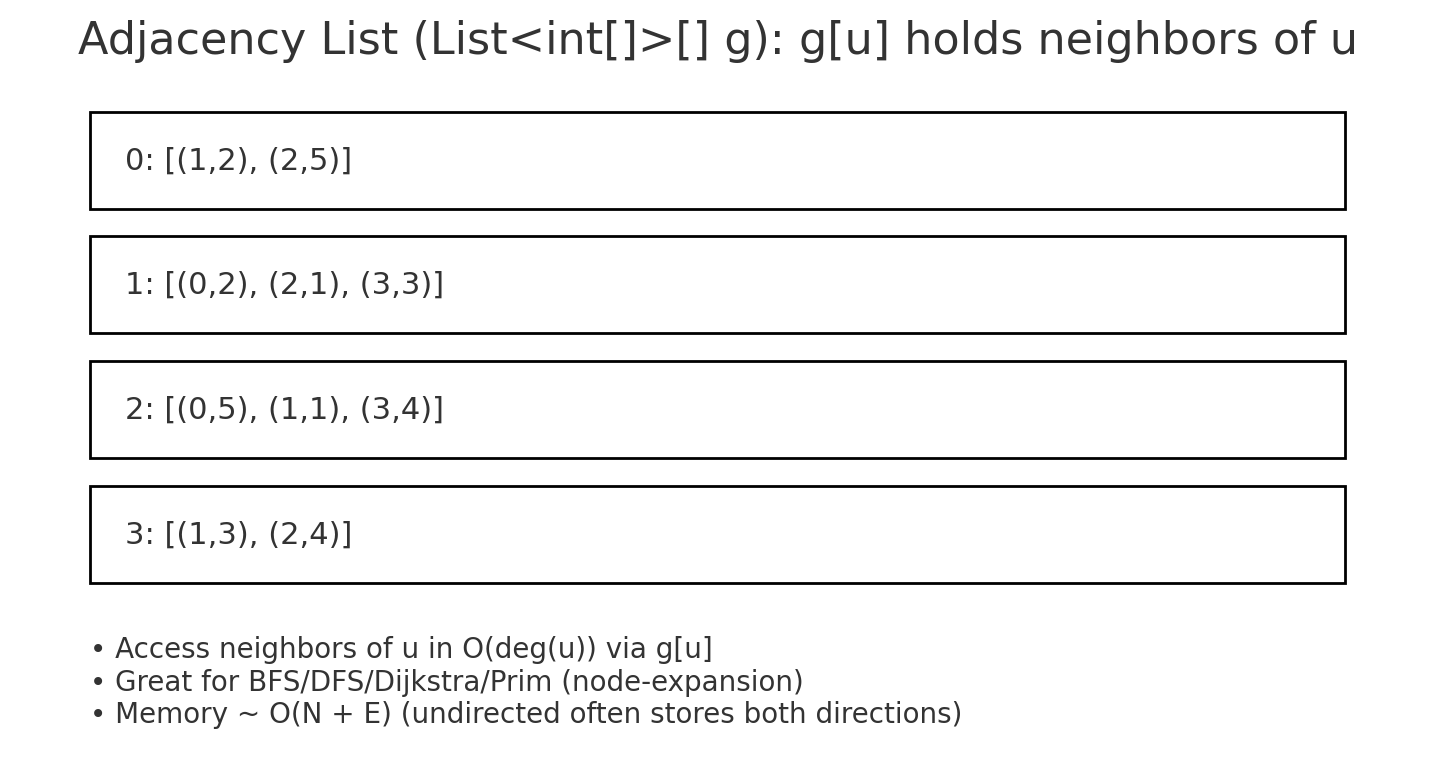 Adjacency List (List<int[]>[] g): g[u] holds neighbors of u
0: [(1,2), (2,5)]
1: [(0,2), (2,1), (3,3)]
2: [(0,5), (1,1), (3,4)]
3: [(1,3), (2,4)]
• Access neighbors of u in O(deg(u)) via g[u]
• Great for BFS/DFS/Dijkstra/Prim (node-expansion)
• Memory ~ O(N + E) (undirected often stores both directions)